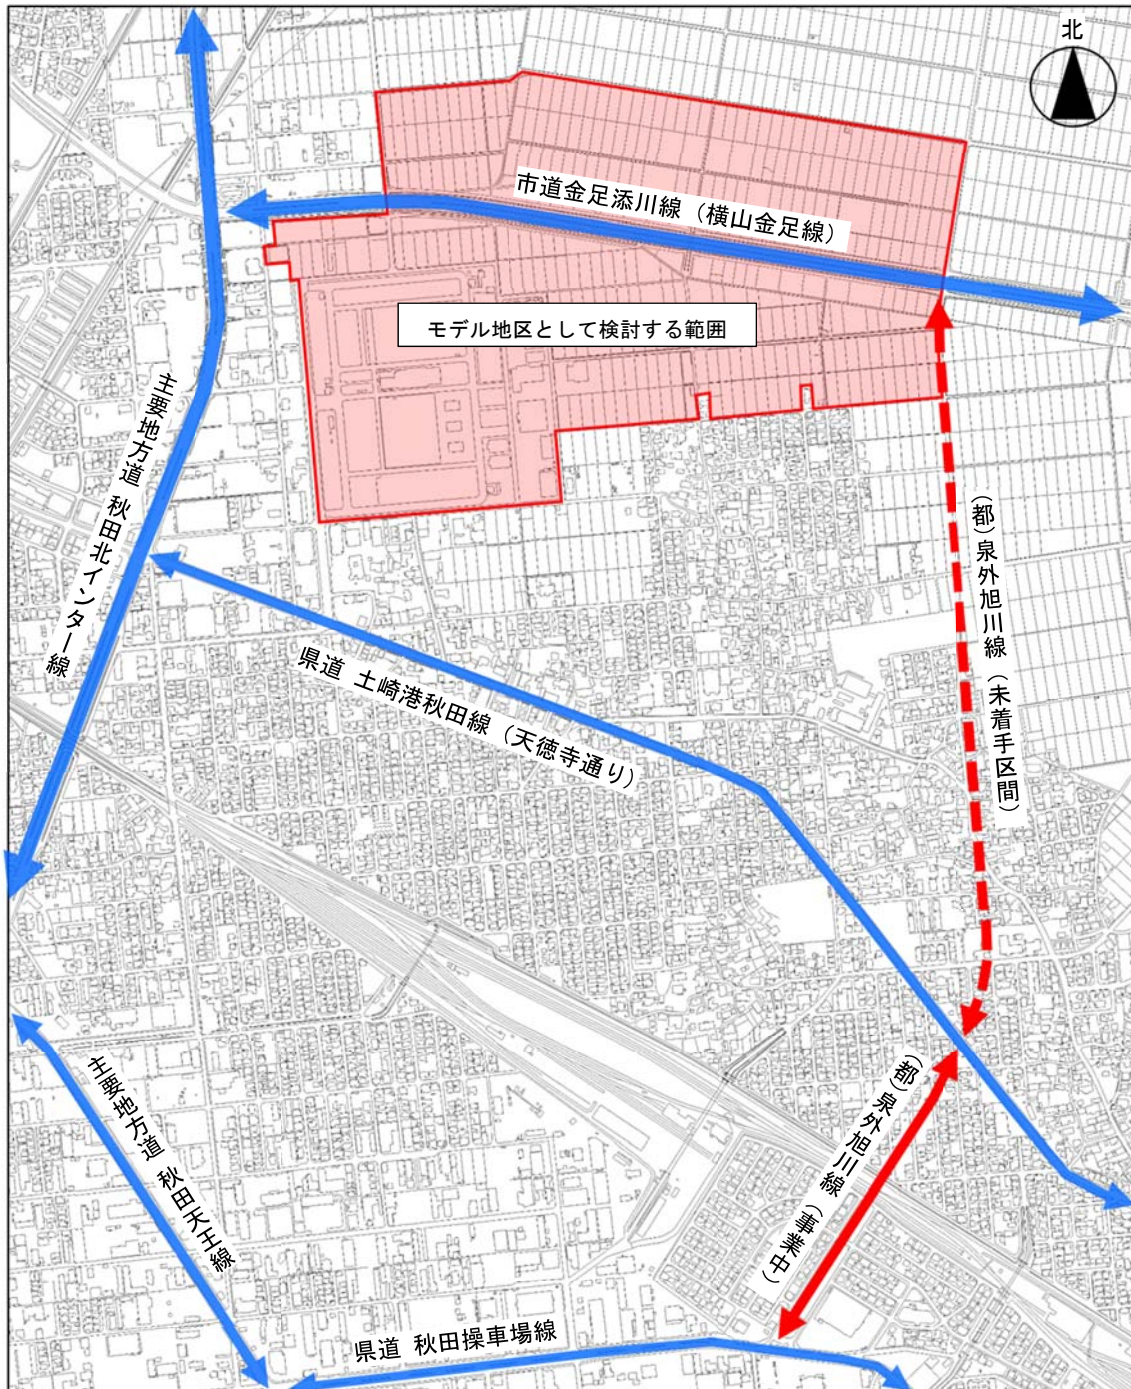 北
市道金足添川線（横山金足線）
モデル地区として検討する範囲
主要地方道 秋田北インター線
（都）泉外旭川線（未着手区間）
県道 土崎港秋田線（天徳寺通り）
主要地方道 秋田天王線
（都）泉外旭川線（事業中）
県道 秋田操車場線